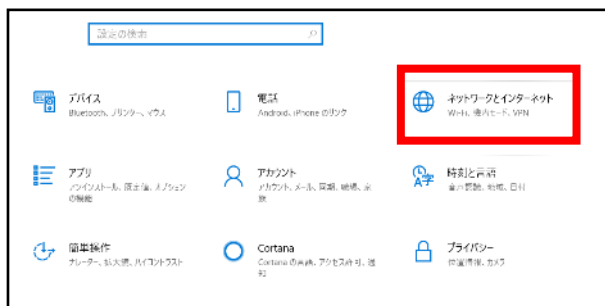 設定の検索
デバイス
Bluetooth、プリンター、マウス
電話
Android、iPhone のリンク
ネットワークとインターネット
Wi-Fi、機内モード、VPN
アプリ
アンインストール、既定値、オプション
の機能
アカウント
アカウント、メール、同期、職場、家
族
時刻と言語
音声認識、地域、日付
簡単操作
ナレーター、拡大鏡、ハイコントラスト
Cortana
Cortana の言語、アクセス許可、通
知
プライバシー
位置情報、カメラ